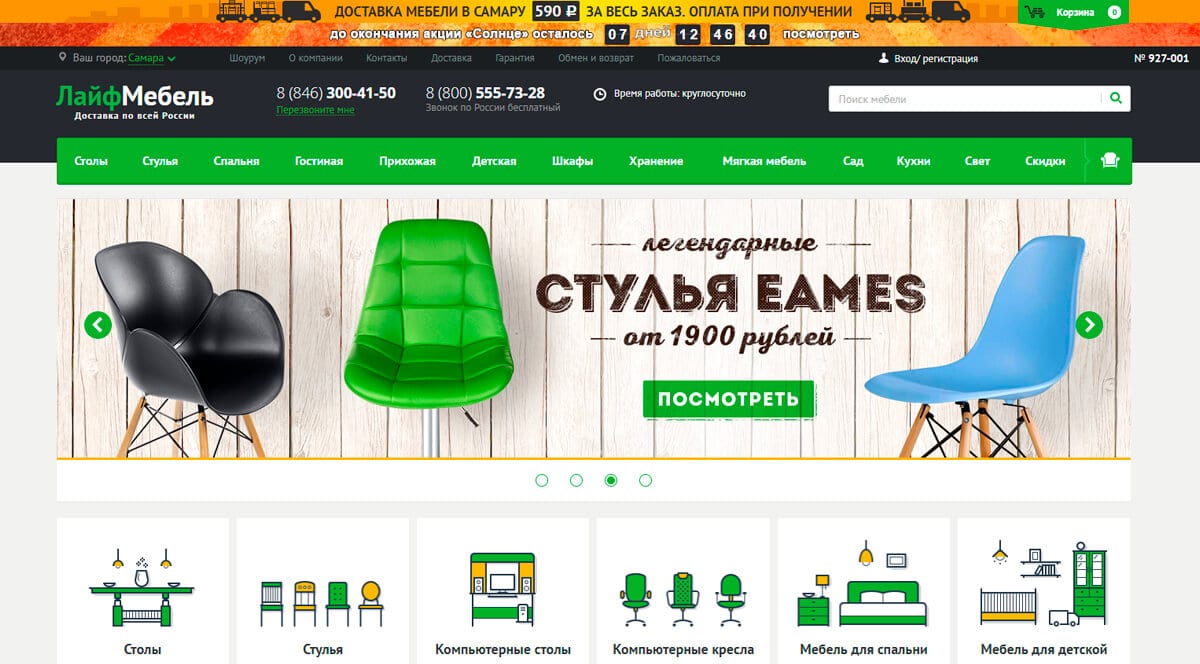 ДОСТАВКА МЕБЕЛИ В САМАРУ 590 ₽ ЗА ВЕСЬ ЗАКАЗ. ОПЛАТА ПРИ ПОЛУЧЕНИИ
Корзина 0
до окончания акции «Солнце» осталось 07 дней 12 46 40 посмотреть
Ваш город: Самара Шоурум О компании Контакты Доставка Гарантия Обмен и возврат Пожаловаться Вход/ регистрация № 927-001
ЛайфМебель
Доставка по всей России
8 (846) 300-41-50
Перезвоните мне
8 (800) 555-73-28
Звонок по России бесплатный
Время работы: круглосуточно
Поиск мебели
Столы Стулья Спальня Гостиная Прихожая Детская Шкафы Хранение Мягкая мебель Сад Кухни Свет Скидки
легендарные
СТУЛЬЯ EAMES
от 1900 рублей
ПОСМОТРЕТЬ
Столы Стулья Компьютерные столы Компьютерные кресла Мебель для спальни Мебель для детской